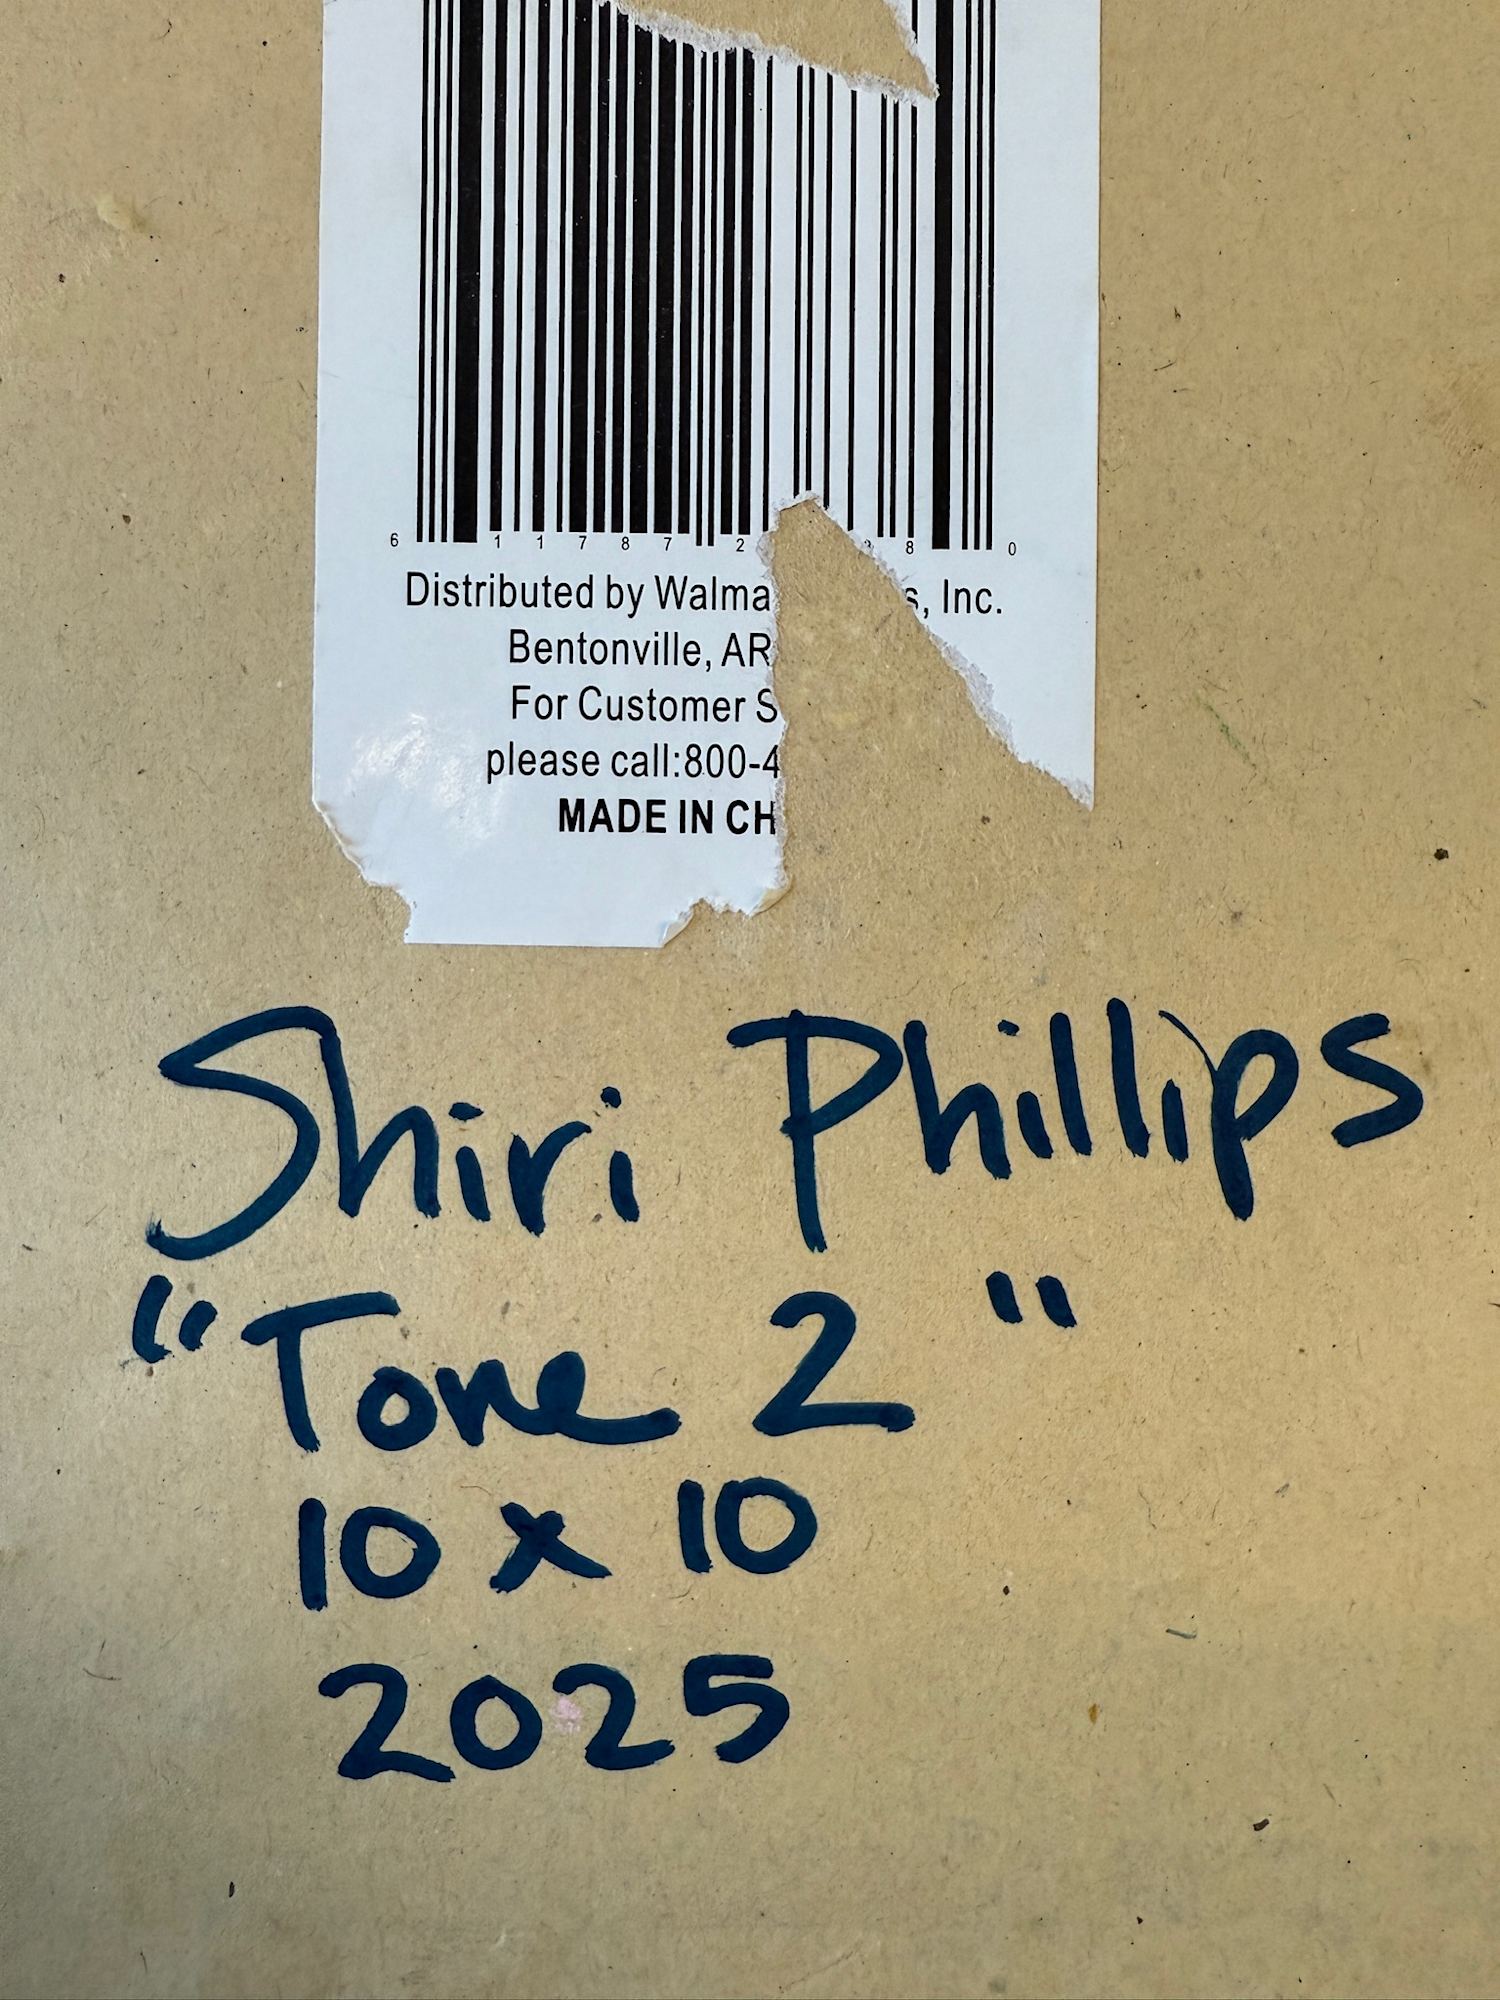 6 1 1 7 8 7 2 8 0
Distributed by Walma s, Inc.
Bentonville, AR
For Customer S
please call:800-4
MADE IN CH
Shiri Phillips
"Tone 2"
10 x 10
2025